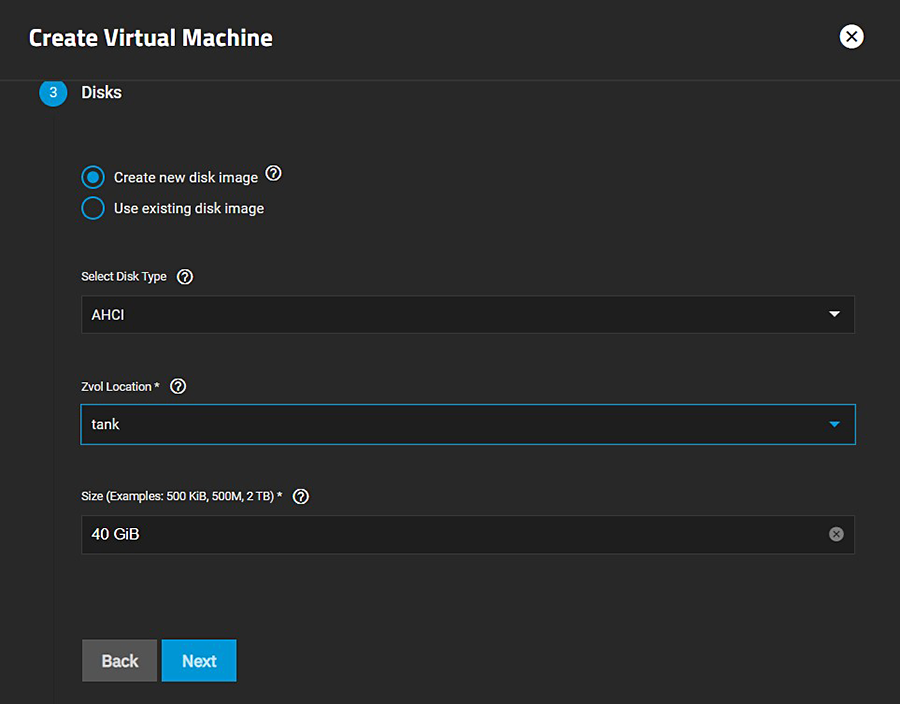 Create Virtual Machine
3 Disks
Create new disk image ?
Use existing disk image
Select Disk Type ?
AHCI
Zvol Location * ?
tank
Size (Examples: 500 KiB, 500M, 2 TB) * ?
40 GiB
Back Next